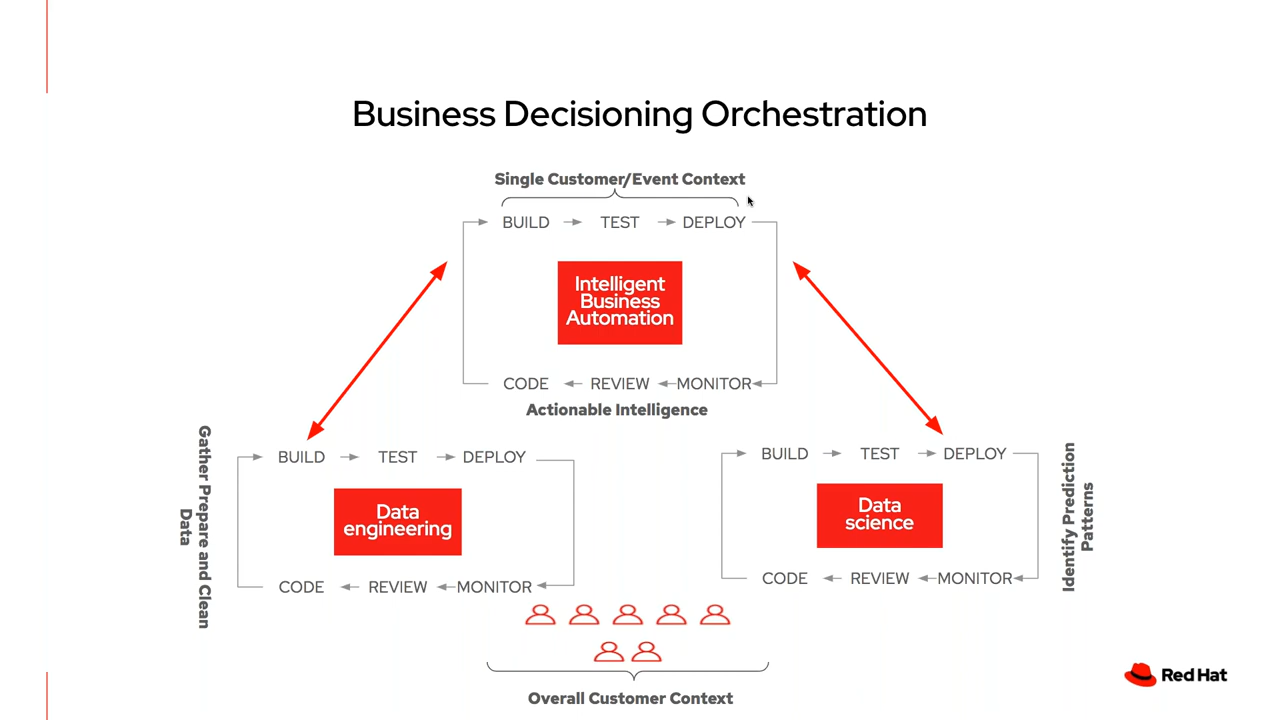 Business Decisioning Orchestration
Single Customer/Event Context
BUILD TEST DEPLOY
Intelligent
Business
Automation
CODE REVIEW MONITOR
Actionable Intelligence
Gather Prepare and Clean
Data
BUILD TEST DEPLOY
Data
engineering
CODE REVIEW MONITOR
BUILD TEST DEPLOY
Data
science
CODE REVIEW MONITOR
Identify Prediction
Patterns
Overall Customer Context
Red Hat